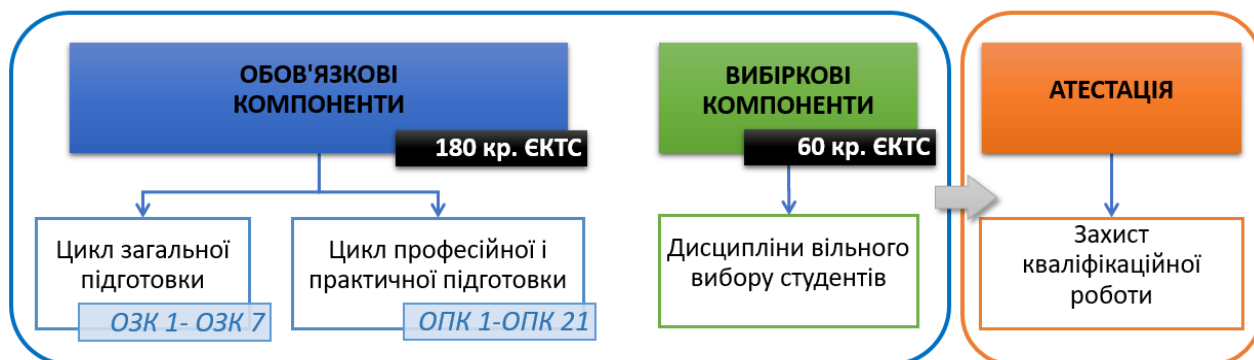 ОБОВ'ЯЗКОВІ
КОМПОНЕНТИ
180 кр. ЄКТС
Цикл загальної
підготовки
ОЗК 1- ОЗК 7
Цикл професійної і
практичної підготовки
ОПК 1-ОПК 21
ВИБІРКОВІ
КОМПОНЕНТИ
60 кр. ЄКТС
Дисципліни вільного
вибору студентів
АТЕСТАЦІЯ
Захист
кваліфікаційної
роботи